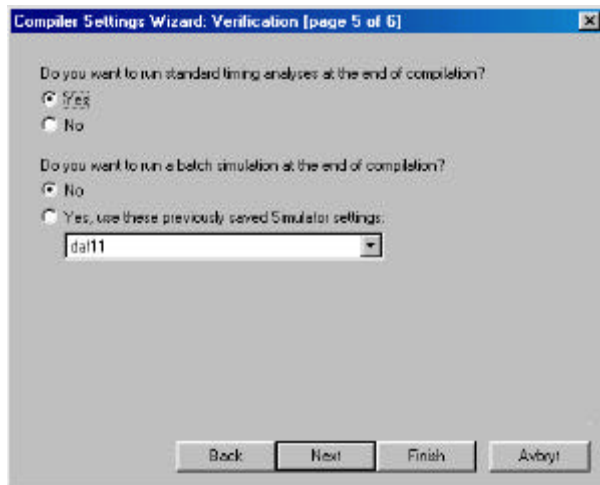 Compiler Settings Wizard: Verification [page 5 of 6]
Do you want to run standard timing analyses at the end of compilation?
Yes
No
Do you want to run a batch simulation at the end of compilation?
No
Yes, use these previously saved Simulator settings:
daf11
Back Next Finish Avbryt